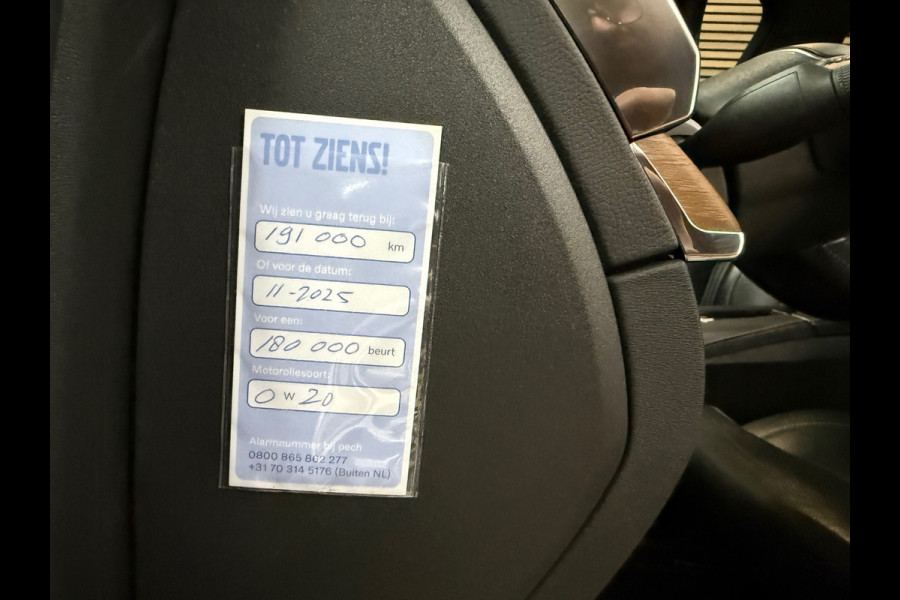 TOT ZIENS!
Wij zien u graag terug bij:
191 000 km
Of voor de datum:
11-2025
Voor een:
180 000 beurt
Motoroliesoort:
0 W 20
Alarmnummer bij pech
0800 865 862 277
+31 70 314 5176 (Buiten NL)